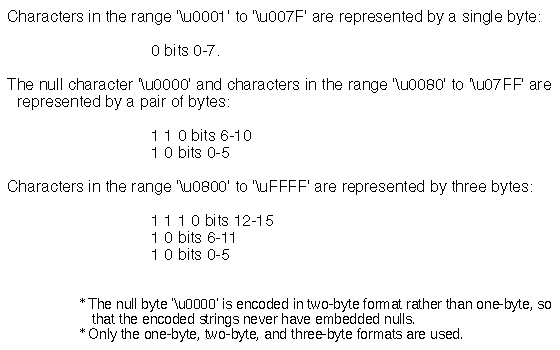 Characters in the range '\u0001' to '\u007F' are represented by a single byte:
0 bits 0-7.
The null character '\u0000' and characters in the range '\u0080' to '\u07FF' are
represented by a pair of bytes:
1 1 0 bits 6-10
1 0 bits 0-5
Characters in the range '\u0800' to '\uFFFF' are represented by three bytes:
1 1 1 0 bits 12-15
1 0 bits 6-11
1 0 bits 0-5
* The null byte '\u0000' is encoded in two-byte format rather than one-byte, so
that the encoded strings never have embedded nulls.
* Only the one-byte, two-byte, and three-byte formats are used.